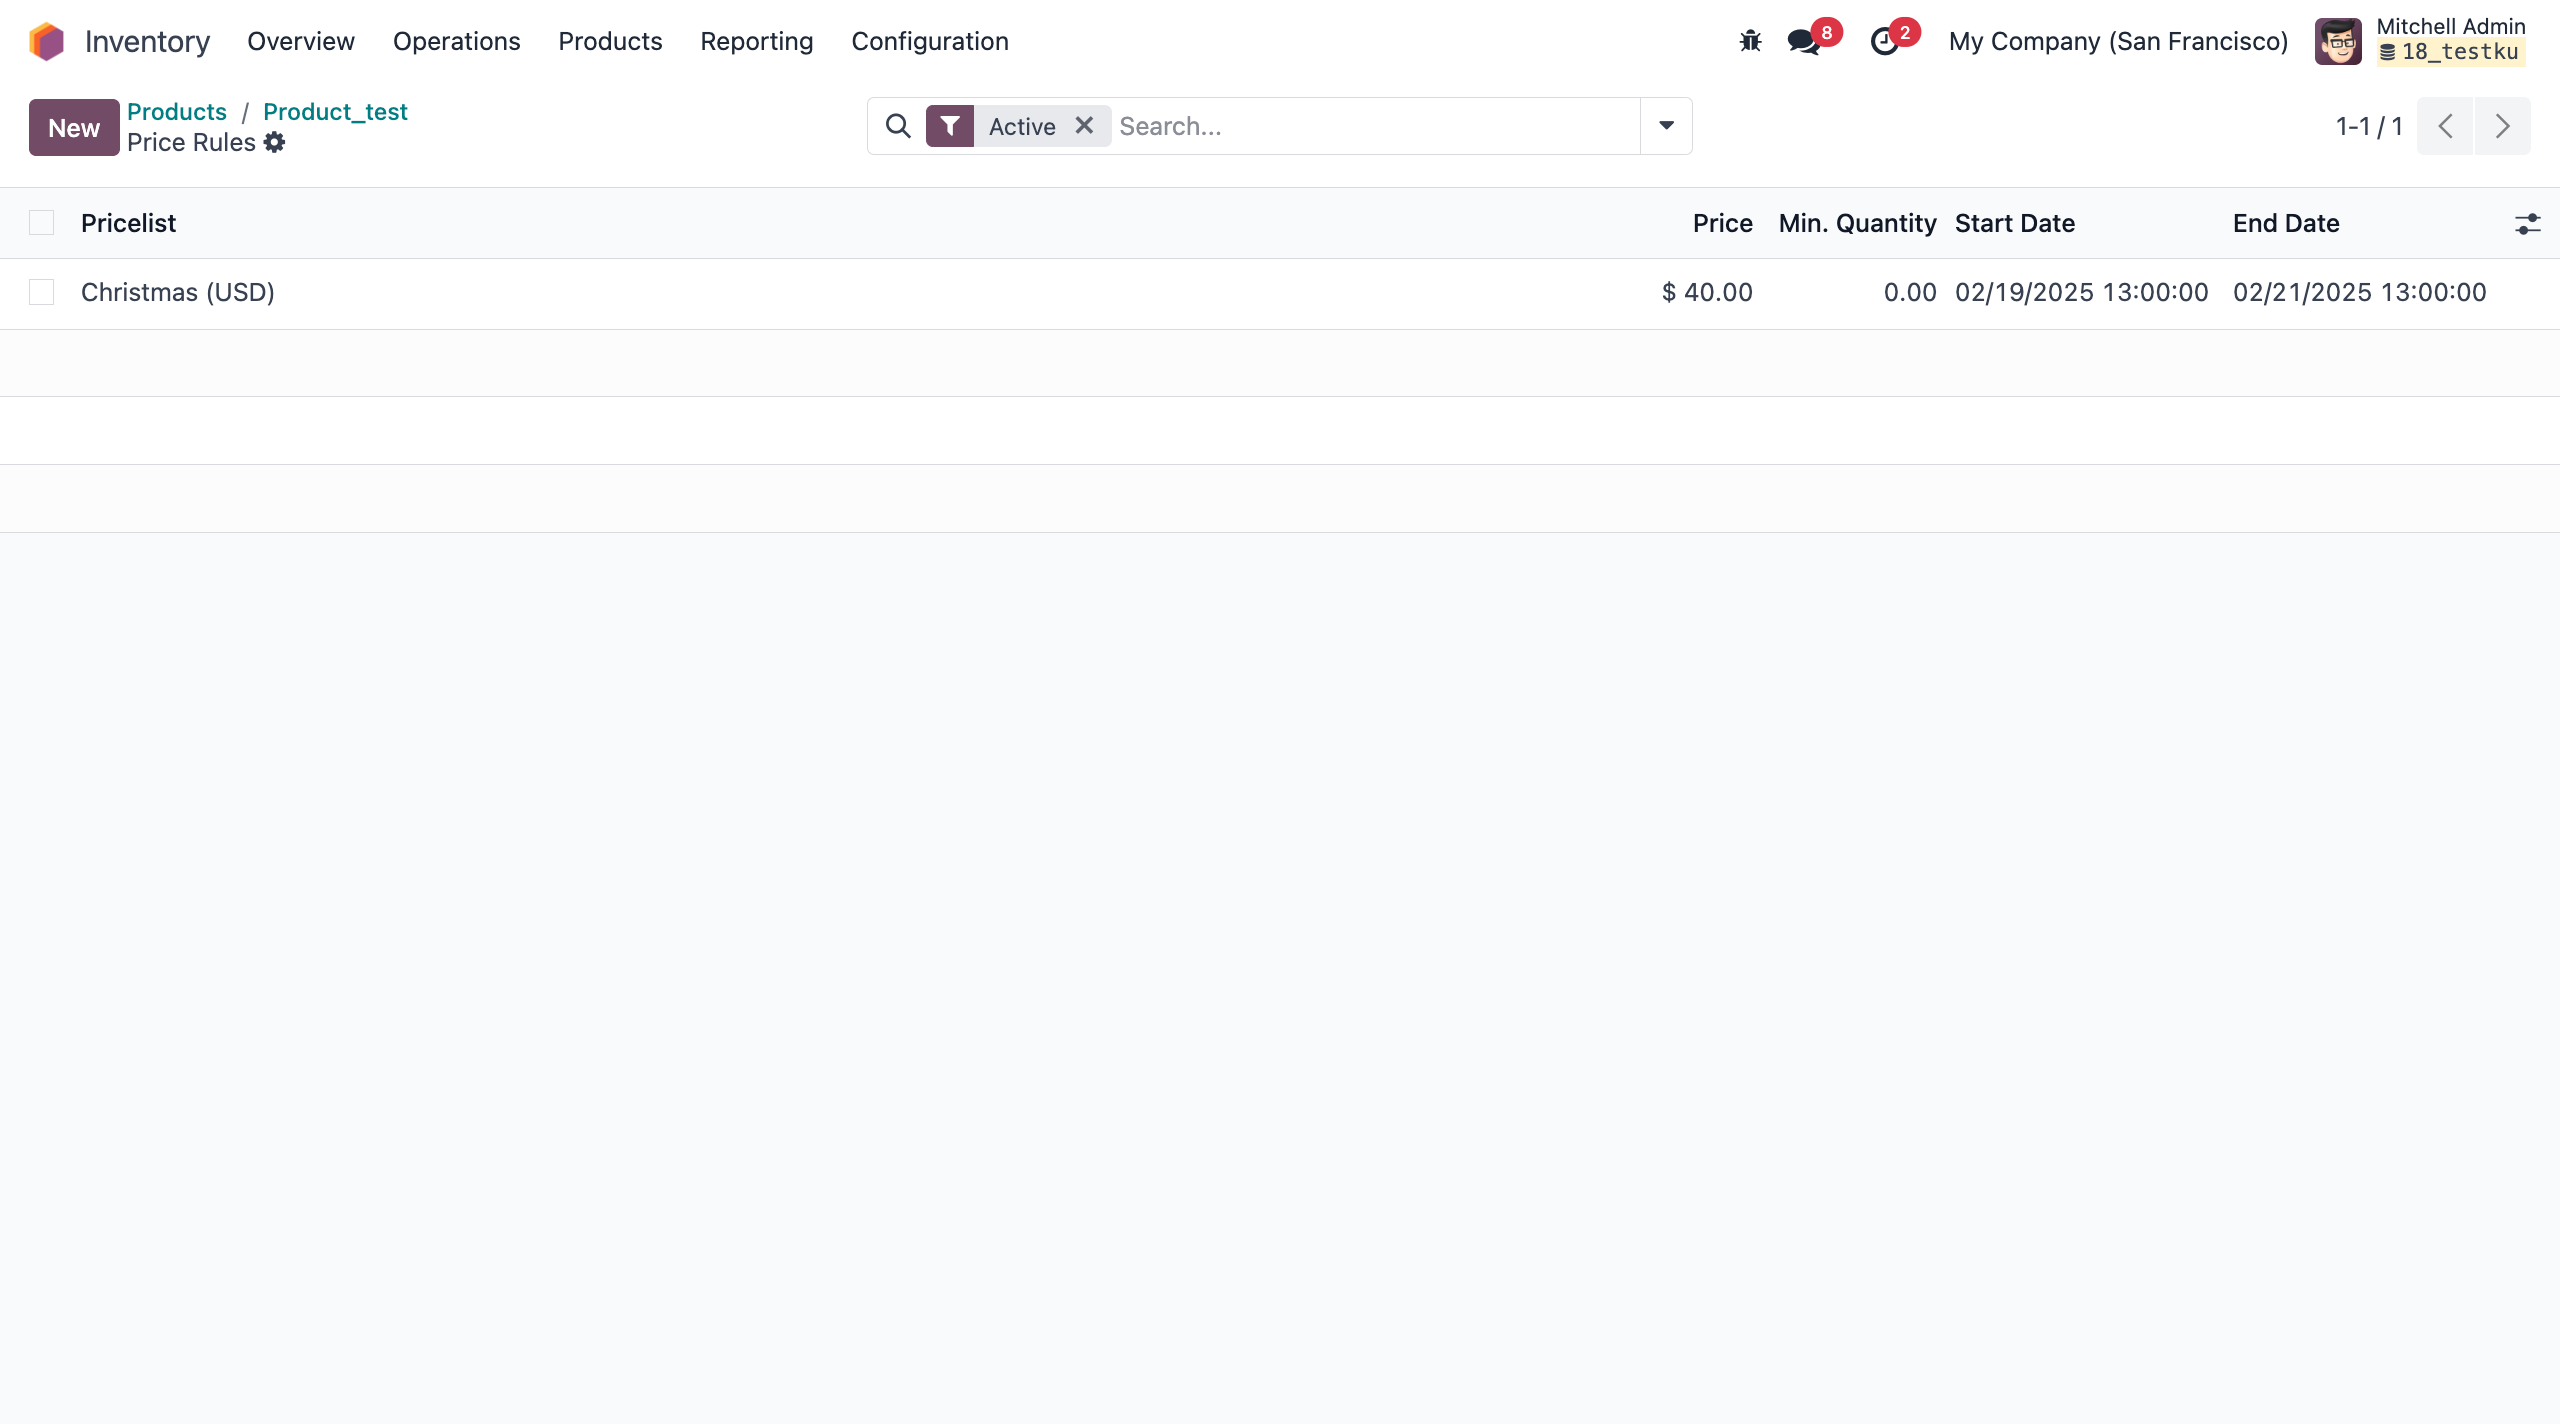 Inventory Overview Operations Products Reporting Configuration 8 2 My Company (San Francisco) Mitchell Admin
18_testku
New Products / Product_test
Price Rules
Active Search... 1-1 / 1
Pricelist Price Min. Quantity Start Date End Date
Christmas (USD) $ 40.00 0.00 02/19/2025 13:00:00 02/21/2025 13:00:00